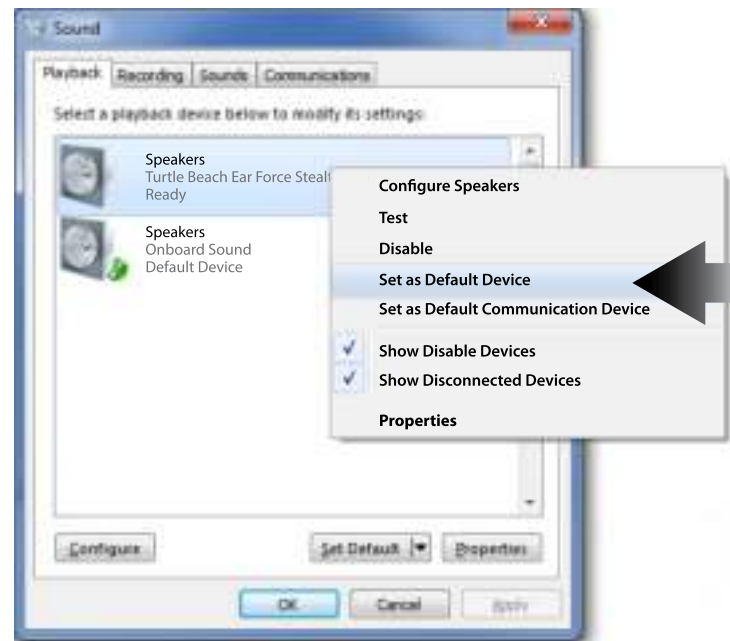 Sound
Playback Recording Sounds Communications
Select a playback device below to modify its settings:
Speakers
Turtle Beach Ear Force Stealt
Ready
Speakers
Onboard Sound
Default Device
Configure Speakers
Test
Disable
Set as Default Device
Set as Default Communication Device
Show Disable Devices
Show Disconnected Devices
Properties
Configure Set Default Properties
OK Cancel Apply